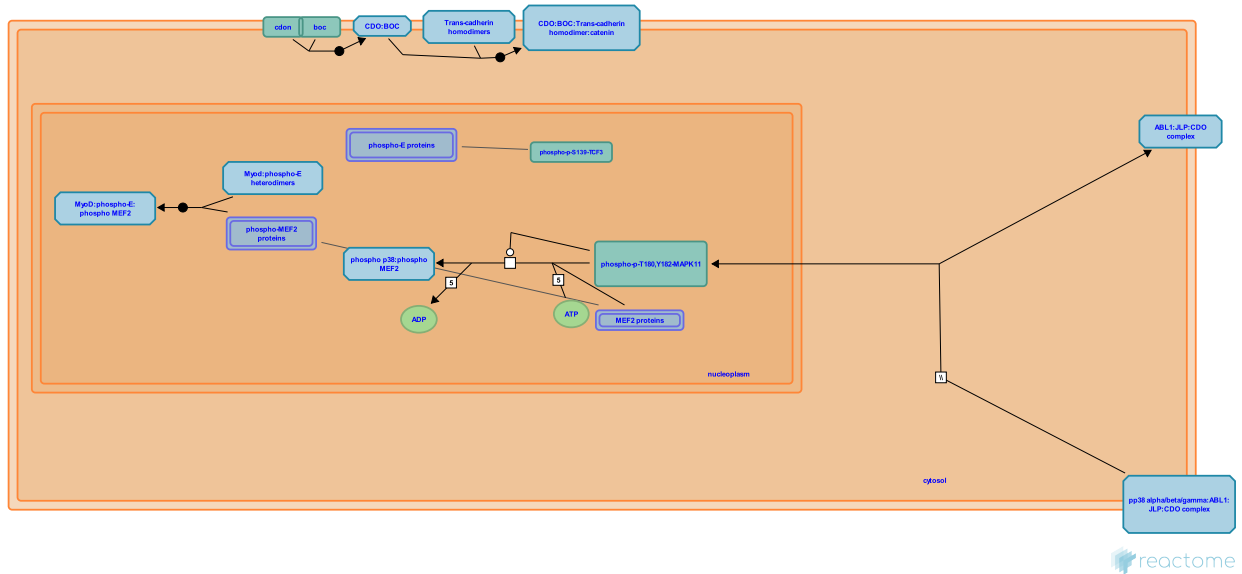 cdon
boc
CDO:BOC
Trans-cadherin
homodimers
CDO:BOC:Trans-cadherin
homodimer:catenin
ABL1:JLP:CDO
complex
phospho-E proteins
phospho-p-S139-TCF3
Myod:phospho-E
heterodimers
MyoD:phospho-E:
phospho MEF2
phospho-MEF2
proteins
phospho p38:phospho
MEF2
phospho-p-T180,Y182-MAPK11
5
5
ADP
ATP
MEF2 proteins
nucleoplasm
\\
cytosol
pp38 alpha/beta/gamma:ABL1:
JLP:CDO complex
reactome